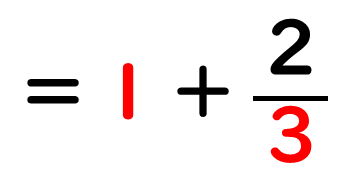 = 1 + 2/3